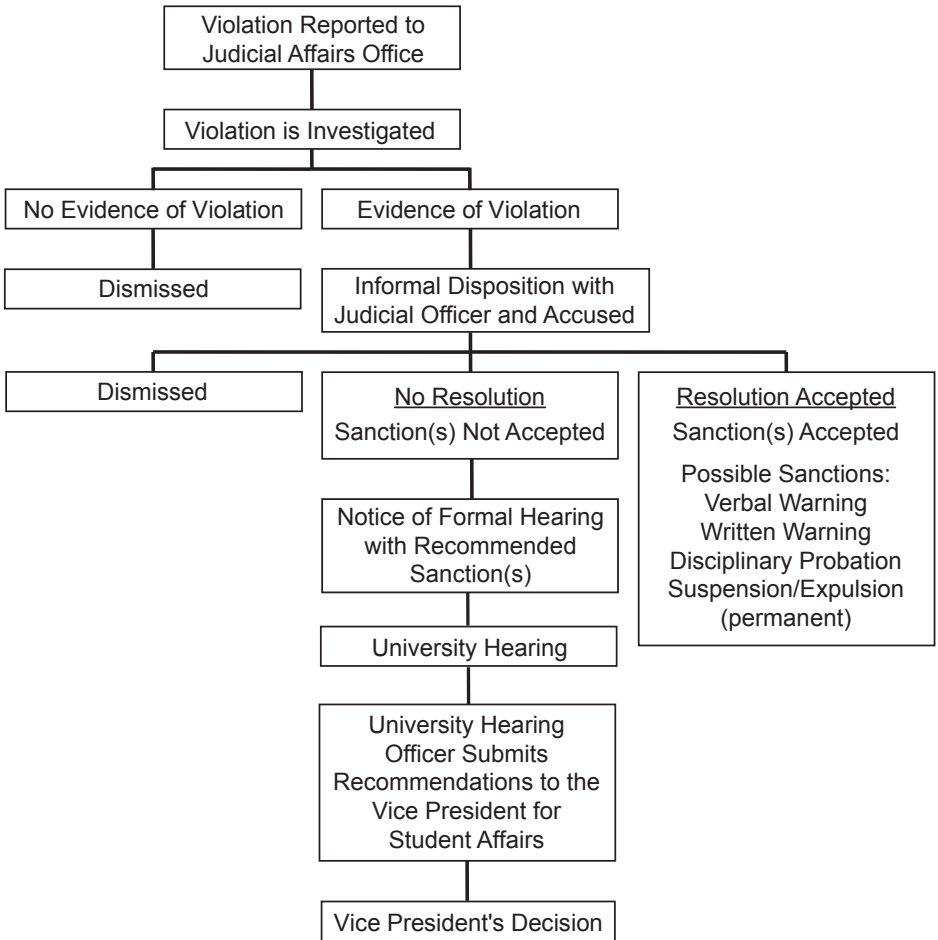 Violation Reported to
Judicial Affairs Office
Violation is Investigated
No Evidence of Violation
Evidence of Violation
Dismissed
Informal Disposition with
Judicial Officer and Accused
Dismissed
No Resolution
Sanction(s) Not Accepted
Resolution Accepted
Sanction(s) Accepted
Possible Sanctions:
Verbal Warning
Written Warning
Disciplinary Probation
Suspension/Expulsion
(permanent)
Notice of Formal Hearing
with Recommended
Sanction(s)
University Hearing
University Hearing
Officer Submits
Recommendations to the
Vice President for
Student Affairs
Vice President's Decision